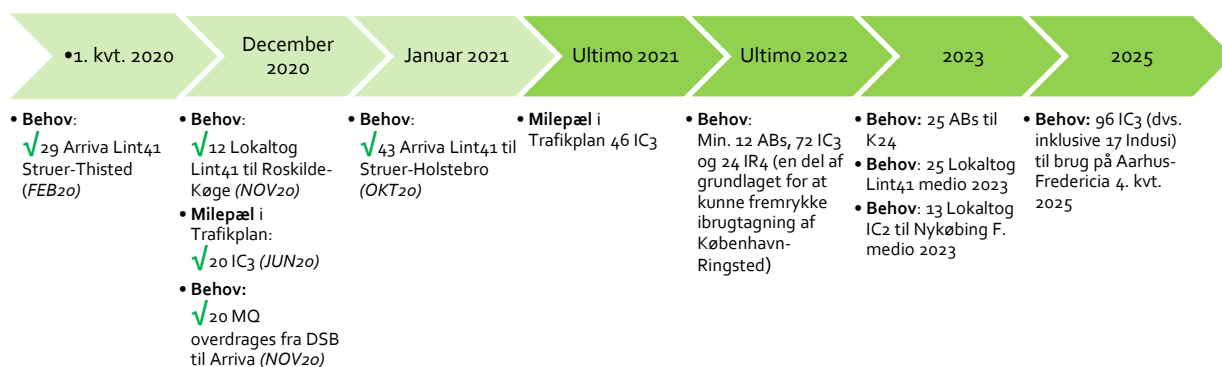 •1. kvt. 2020
December
2020
Januar 2021
Ultimo 2021
Ultimo 2022
2023
2025
• Behov:
√29 Arriva Lint41
Struer-Thisted
(FEB20)
• Behov:
√12 Lokaltog
Lint41 til Roskilde-
Køge (NOV20)
• Milepæl i
Trafikplan:
√20 IC3 (JUN20)
• Behov:
√20 MQ
overdrages fra DSB
til Arriva (NOV20)
• Behov:
√43 Arriva Lint41 til
Struer-Holstebro
(OKT20)
• Milepæl i
Trafikplan 46 IC3
• Behov:
Min. 12 ABs, 72 IC3
og 24 IR4 (en del af
grundlaget for at
kunne fremrykke
ibrugtagning af
København-
Ringsted)
• Behov: 25 ABs til
K24
• Behov: 25 Lokaltog
Lint41 medio 2023
• Behov: 13 Lokaltog
IC2 til Nykøbing F.
medio 2023
• Behov: 96 IC3 (dvs.
inklusive 17 Indusi)
til brug på Aarhus-
Fredericia 4. kvt.
2025